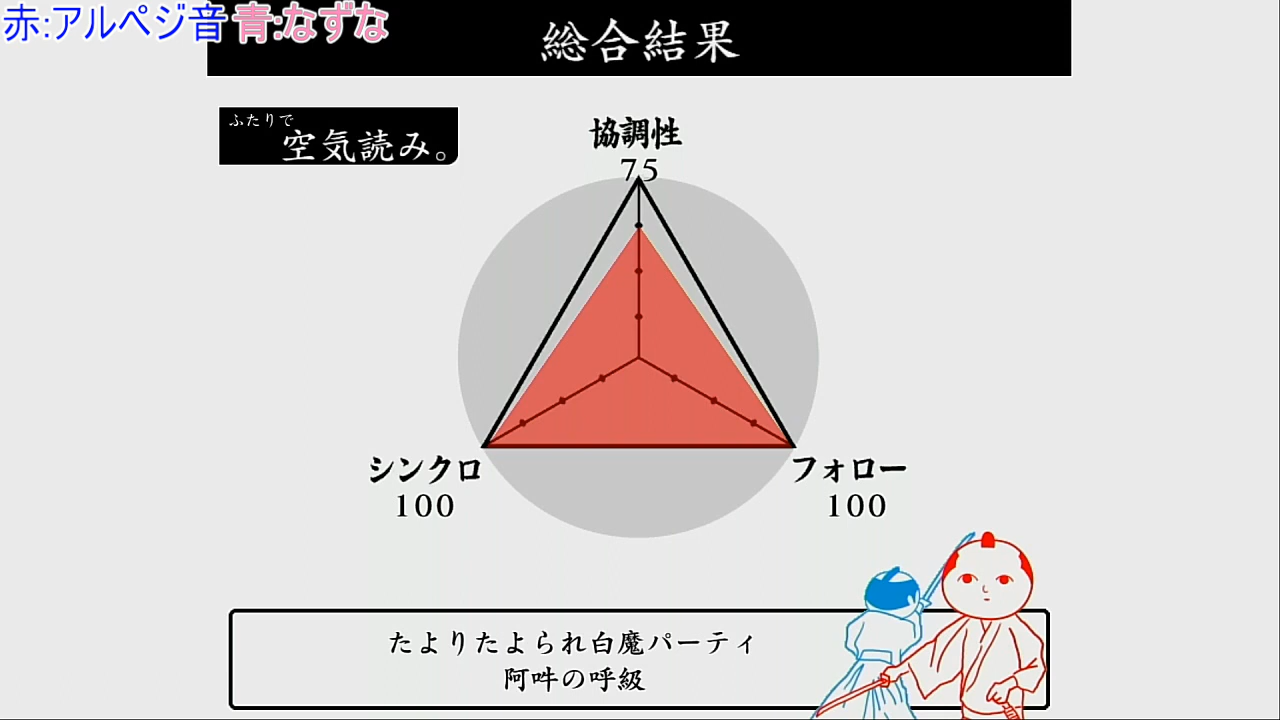 赤:アルペジ音 青:なずな
総合結果
ふたりで
空気読み。
協調性
75
シンクロ
100
フォロー
100
たよりたよられ白魔パーティ
阿吽の呼級